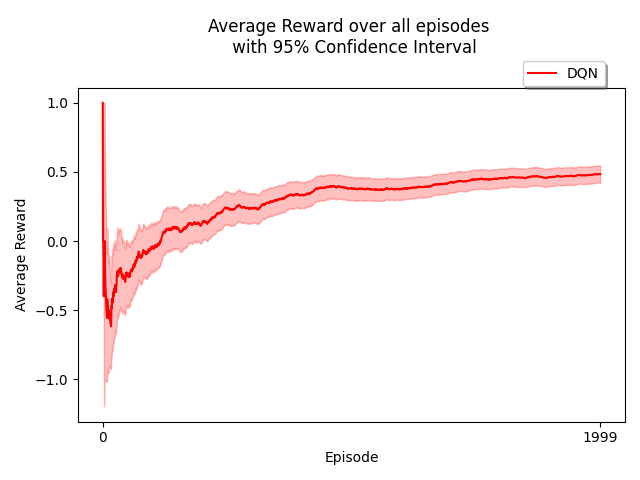 Average Reward over all episodes
with 95% Confidence Interval
DQN
1.0
0.5
0.0
−0.5
−1.0
Average Reward
0
1999
Episode